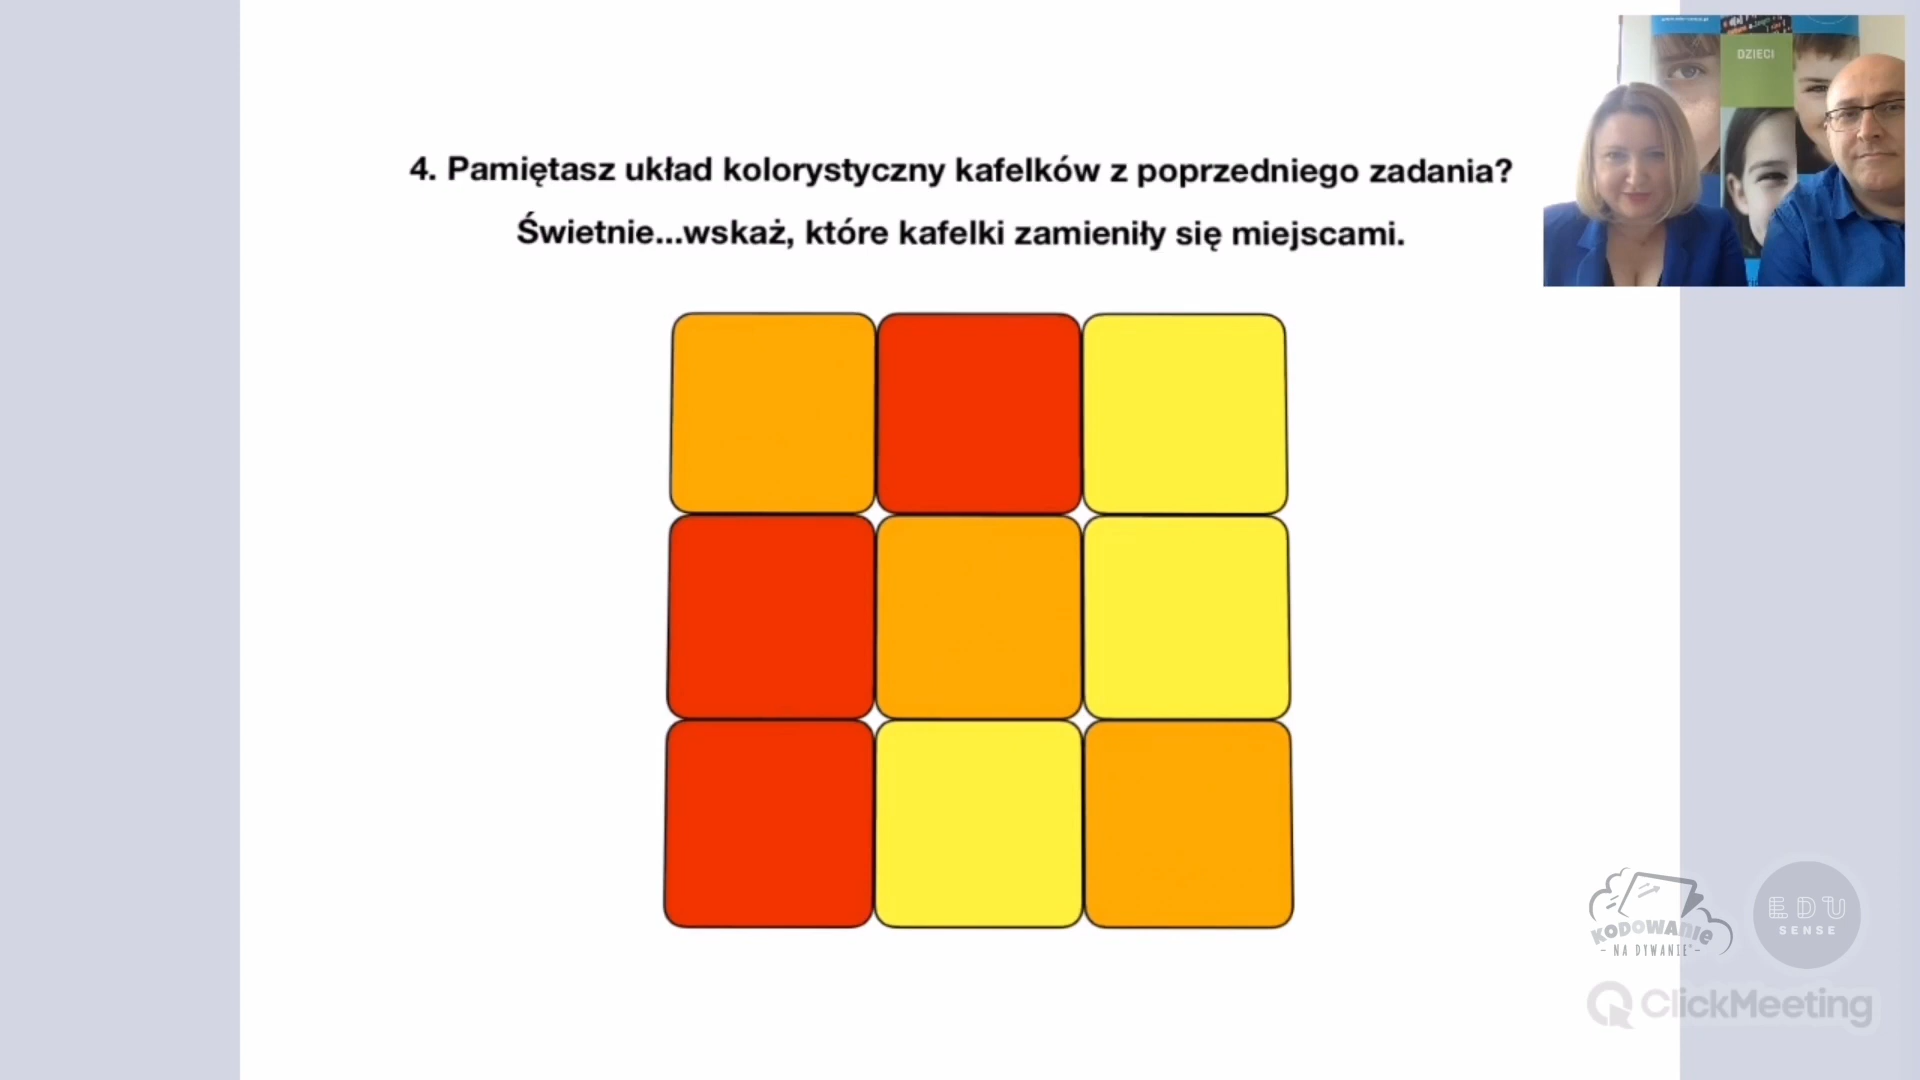 DZIECI
4. Pamiętasz układ kolorystyczny kafelków z poprzedniego zadania?
Świetnie...wskaż, które kafelki zamieniły się miejscami.
KODOWANIE
- NA DYWANIE -
EDU
SENSE
ClickMeeting